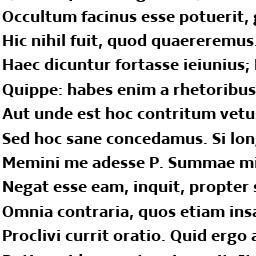 Occultum facinus esse potuerit,
Hic nihil fuit, quod quaereremus.
Haec dicuntur fortasse ieiunius;
Quippe: habes enim a rhetoribus
Aut unde est hoc contritum vetu
Sed hoc sane concedamus. Si lon
Memini me adesse P. Summae mi
Negat esse eam, inquit, propter s
Omnia contraria, quos etiam insa
Proclivi currit oratio. Quid ergo a